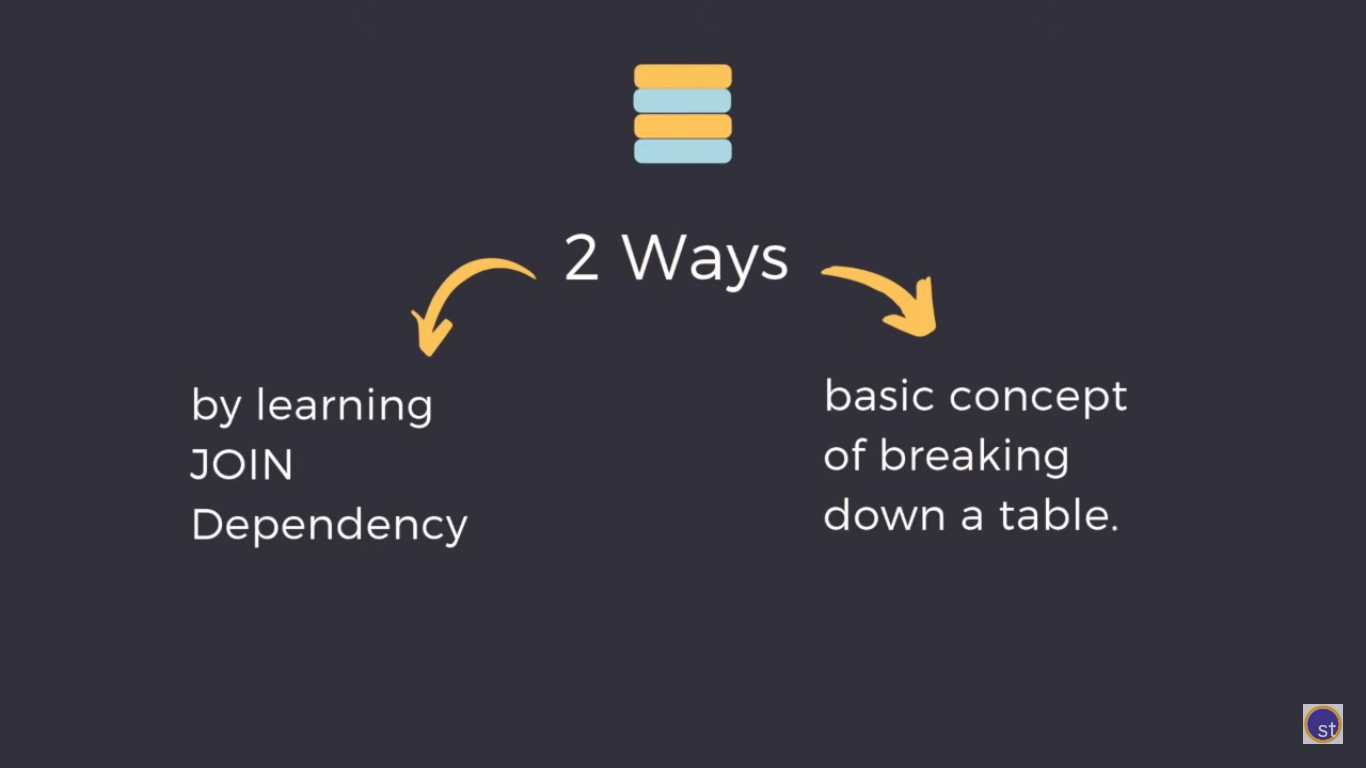 2 Ways
by learning
JOIN
Dependency
basic concept
of breaking
down a table.
st